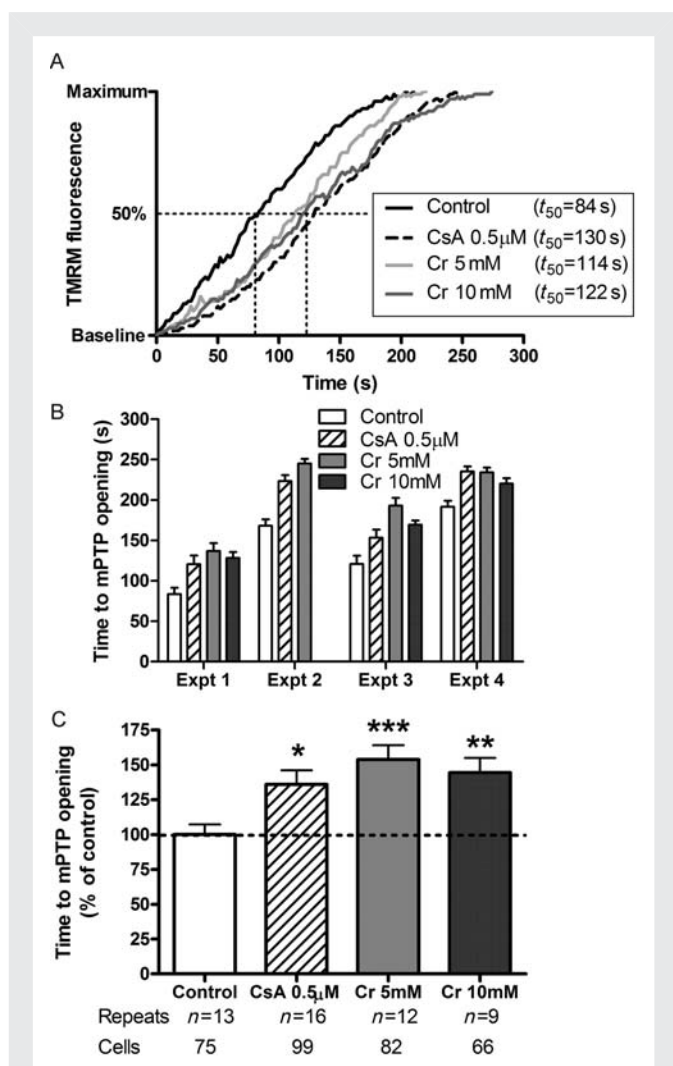 A
Maximum
TMRM fluorescence
50%
Baseline
Control (t50=84 s)
CsA 0.5μM (t50=130 s)
Cr 5 mM (t50=114 s)
Cr 10 mM (t50=122 s)
0 50 100 150 200 250 300
Time (s)
B
Time to mPTP opening (s)
300
250
200
150
100
50
0
Control
CsA 0.5μM
Cr 5mM
Cr 10mM
Expt 1 Expt 2 Expt 3 Expt 4
C
Time to mPTP opening
(% of control)
175
150
125
100
75
50
25
0
* *** **
Control CsA 0.5μM Cr 5mM Cr 10mM
Repeats n=13 n=16 n=12 n=9
Cells 75 99 82 66